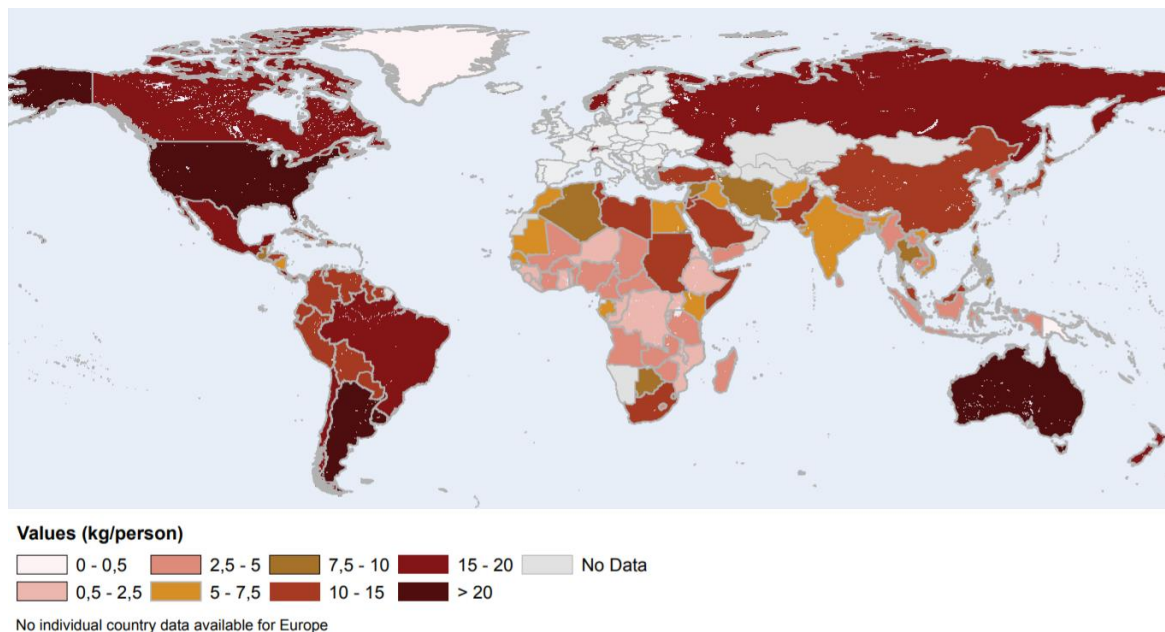 Values (kg/person)
0 - 0,5
2,5 - 5
7,5 - 10
15 - 20
No Data
0,5 - 2,5
5 - 7,5
10 - 15
> 20
No individual country data available for Europe